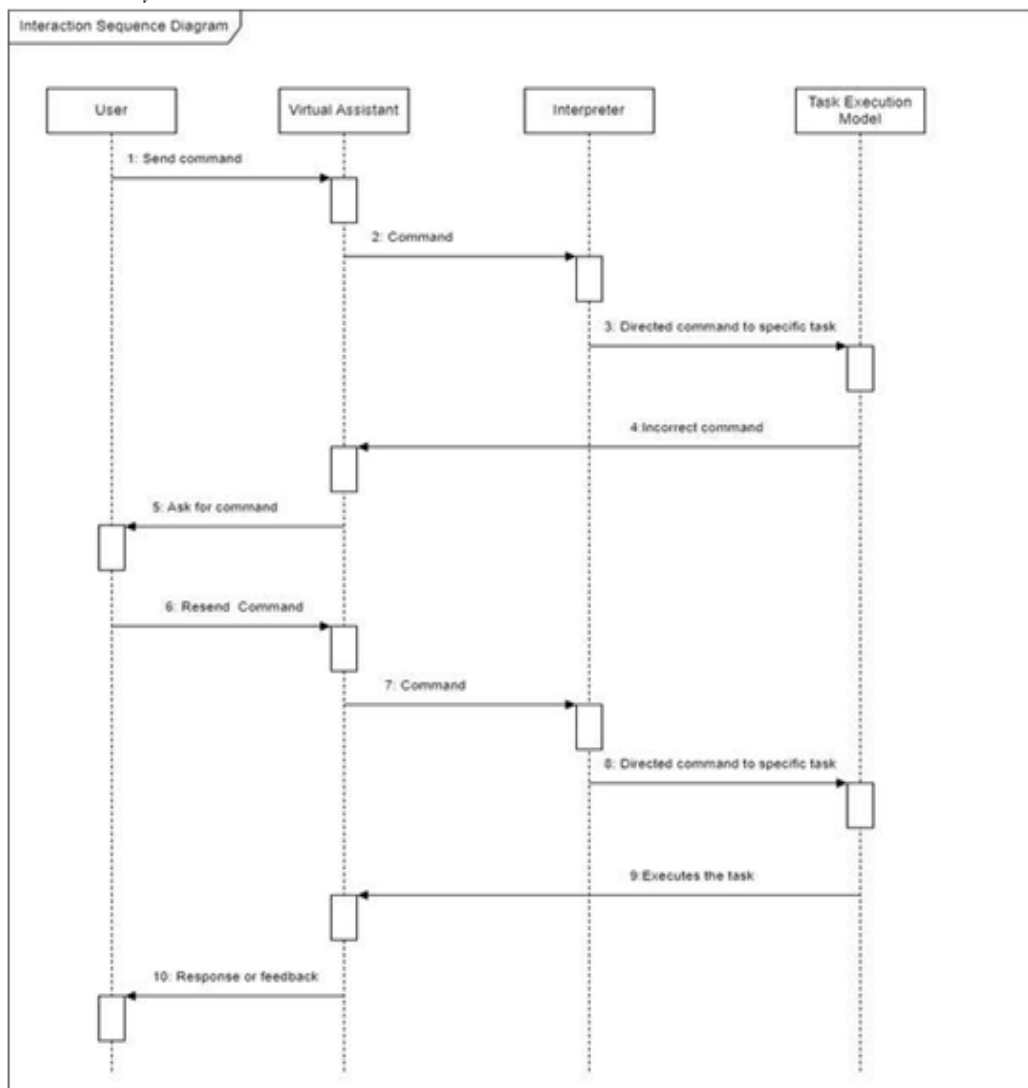 Interaction Sequence Diagram
User
Virtual Assistant
Interpreter
Task Execution
Model
1: Send command
2: Command
3: Directed command to specific task
4:Incorrect command
5: Ask for command
6: Resend Command
7: Command
8: Directed command to specific task
9:Executes the task
10: Response or feedback